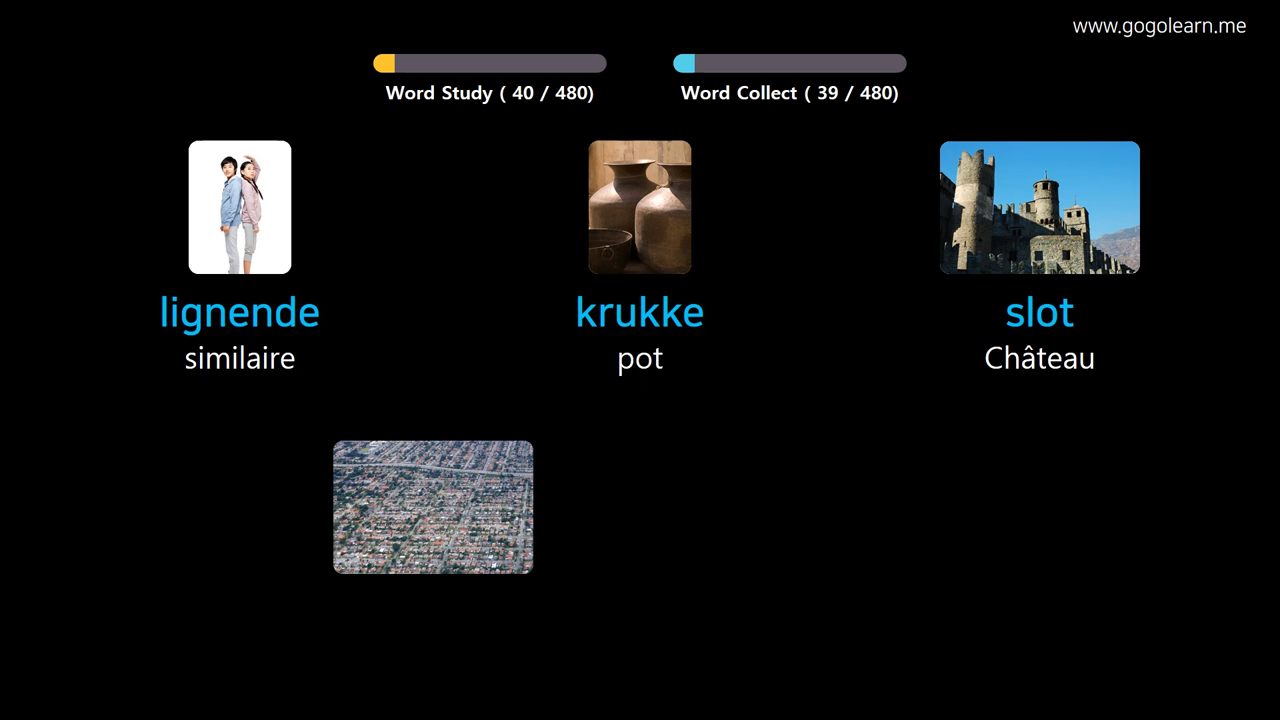 www.gogolearn.me
Word Study ( 40 / 480)
Word Collect ( 39 / 480)
lignende
similaire
krukke
pot
slot
Château